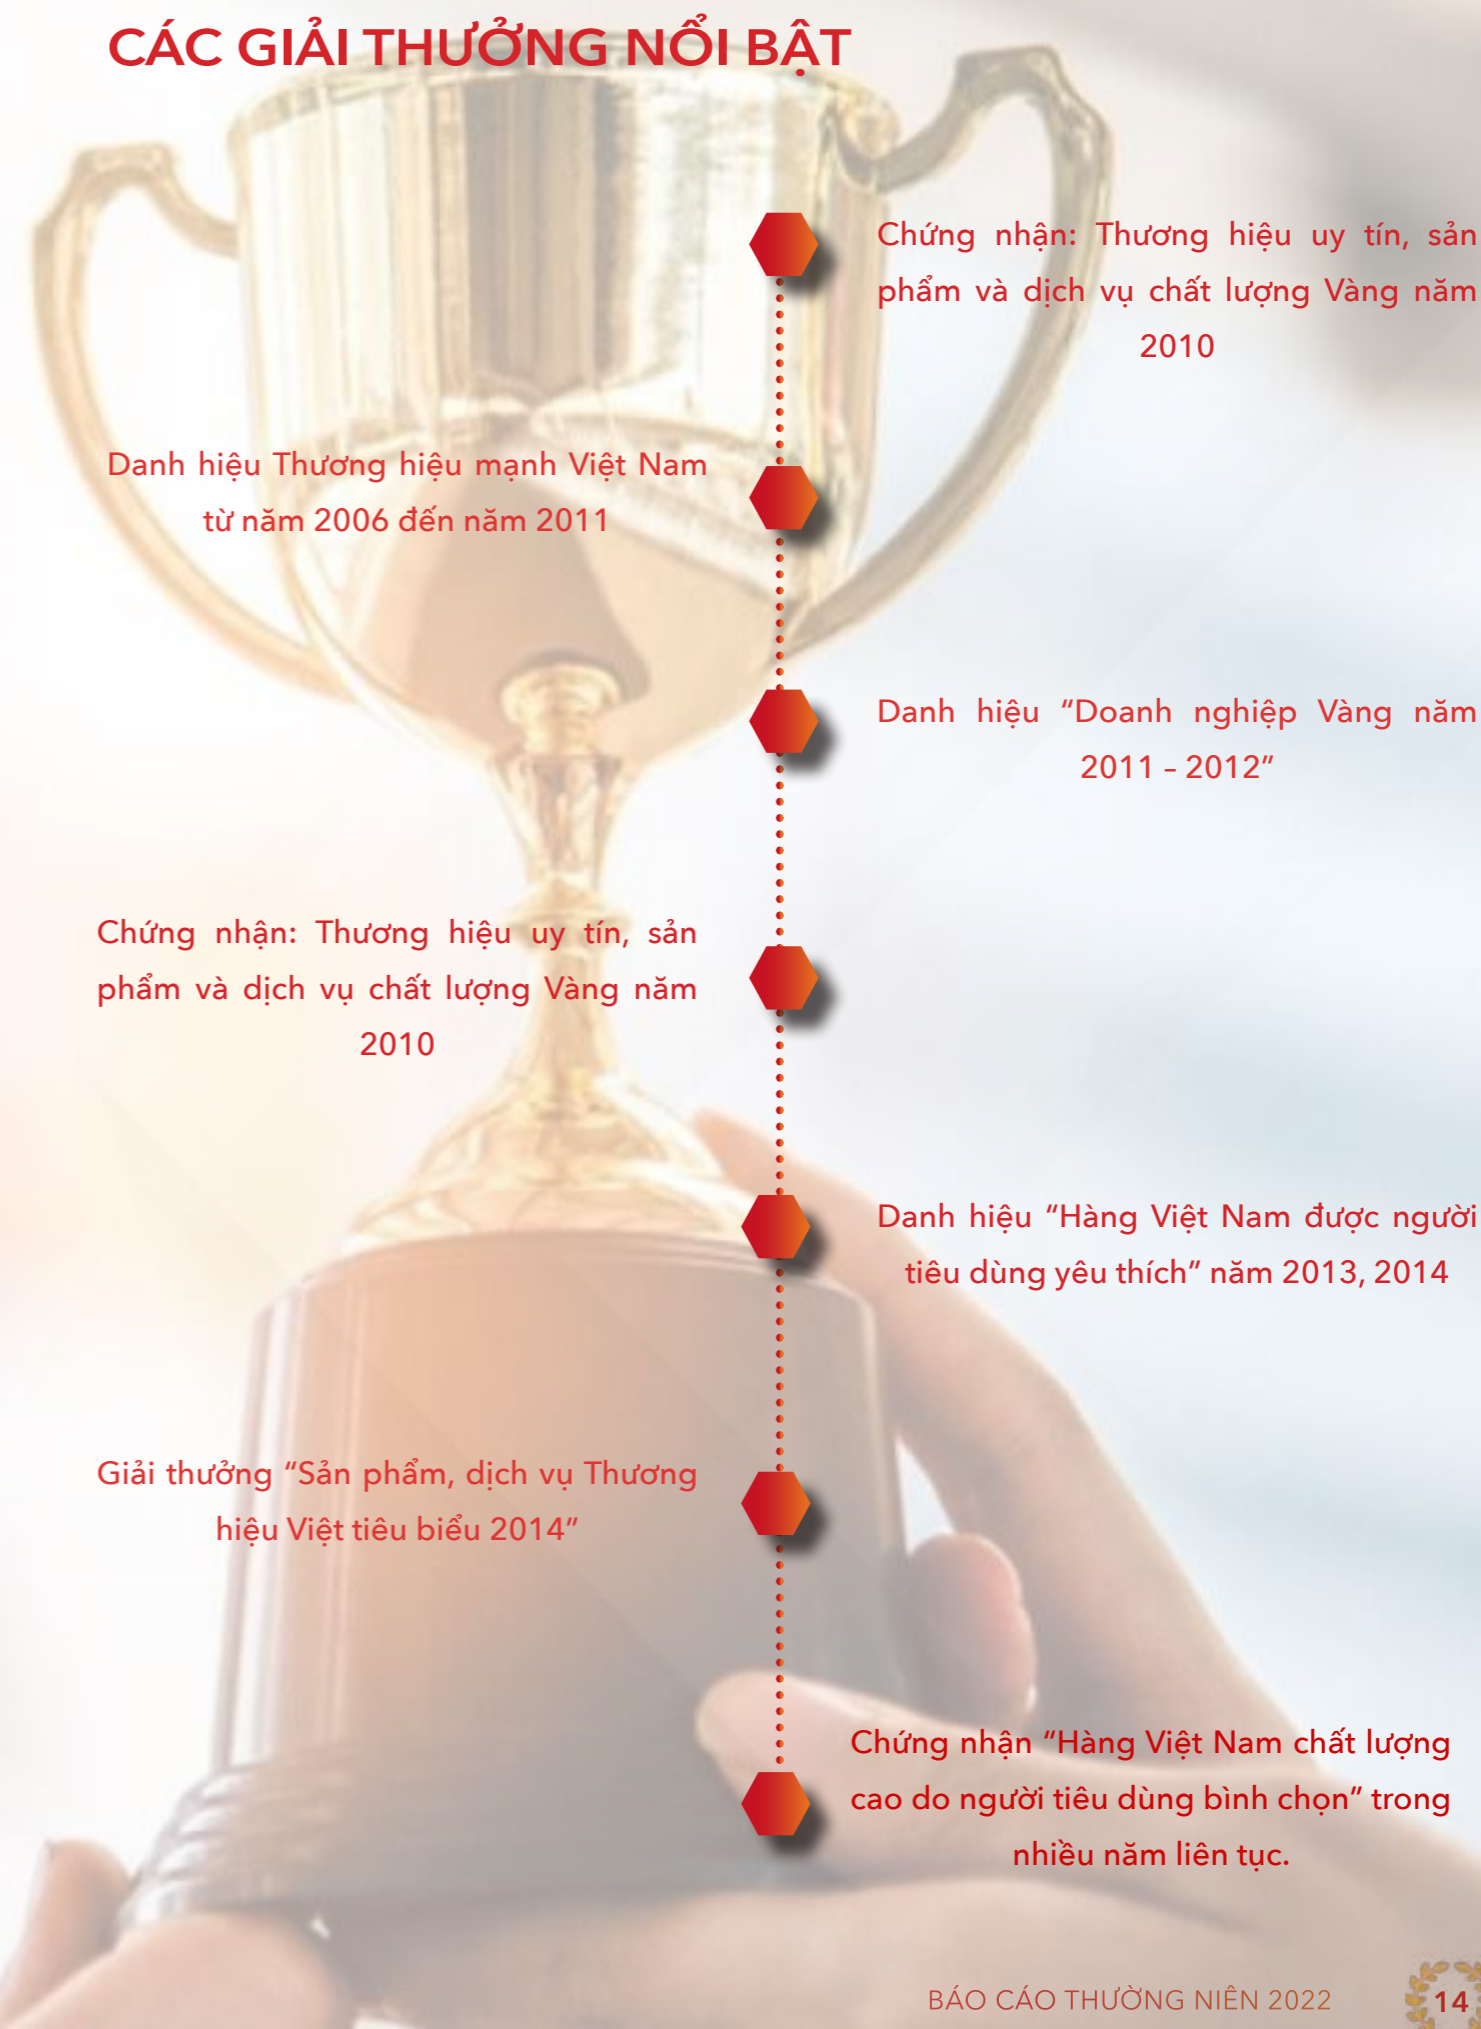 CÁC GIẢI THƯỞNG NỔI BẬT
Chứng nhận: Thương hiệu uy tín, sản
phẩm và dịch vụ chất lượng Vàng năm
2010
Danh hiệu Thương hiệu mạnh Việt Nam
từ năm 2006 đến năm 2011
Danh hiệu “Doanh nghiệp Vàng năm
2011 – 2012”
Chứng nhận: Thương hiệu uy tín, sản
phẩm và dịch vụ chất lượng Vàng năm
2010
Danh hiệu “Hàng Việt Nam được người
tiêu dùng yêu thích” năm 2013, 2014
Giải thưởng “Sản phẩm, dịch vụ Thương
hiệu Việt tiêu biểu 2014”
Chứng nhận “Hàng Việt Nam chất lượng
cao do người tiêu dùng bình chọn” trong
nhiều năm liên tục.
BÁO CÁO THƯỜNG NIÊN 2022
14